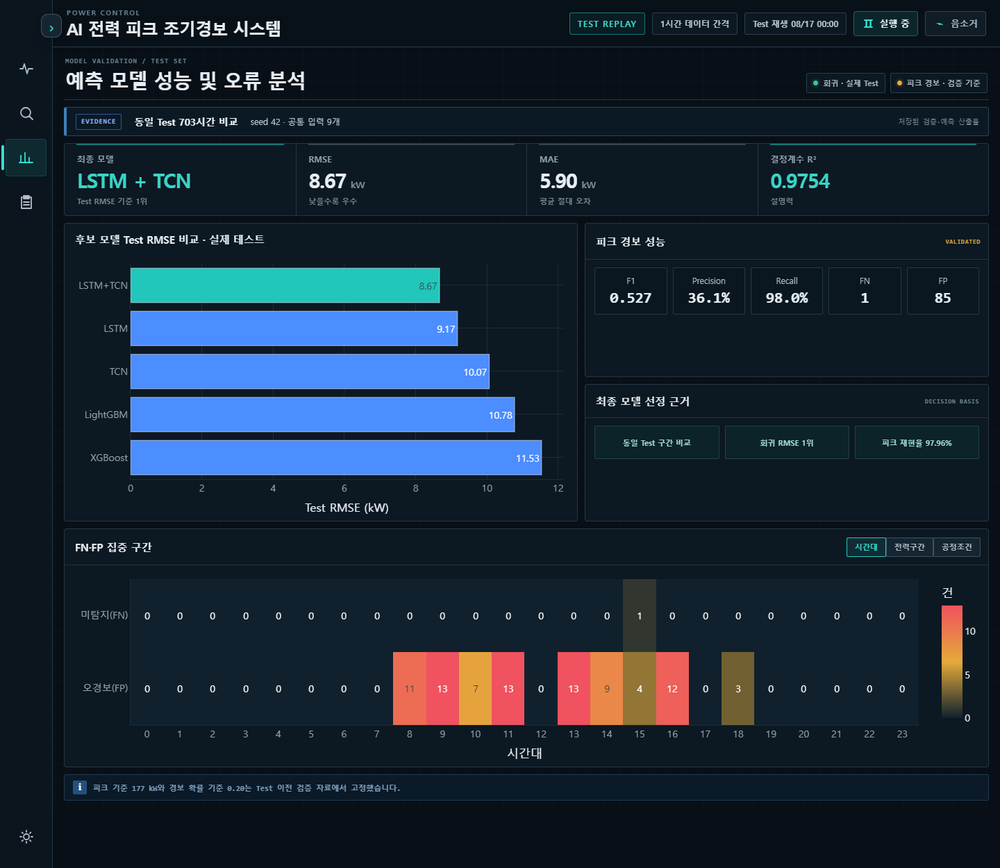 POWER CONTROL
AI 전력 피크 조기경보 시스템
TEST REPLAY
1시간 데이터 간격
Test 재생 08/17 00:00
실행 중
음소거
MODEL VALIDATION / TEST SET
예측 모델 성능 및 오류 분석
회귀 · 실제 Test
피크 경보 · 검증 기준
EVIDENCE
동일 Test 703시간 비교
seed 42 · 공통 입력 9개
저장된 검증·예측 산출물
최종 모델
LSTM + TCN
Test RMSE 기준 1위
RMSE
8.67 kW
낮을수록 우수
MAE
5.90 kW
평균 절대 오차
결정계수 R²
0.9754
설명력
후보 모델 Test RMSE 비교 · 실제 테스트
LSTM+TCN 8.67
LSTM 9.17
TCN 10.07
LightGBM 10.78
XGBoost 11.53
0 2 4 6 8 10 12
Test RMSE (kW)
피크 경보 성능
VALIDATED
F1
0.527
Precision
36.1%
Recall
98.0%
FN
1
FP
85
최종 모델 선정 근거
DECISION BASIS
동일 Test 구간 비교
회귀 RMSE 1위
피크 재현율 97.96%
FN·FP 집중 구간
시간대
전력구간
공정조건
미탐지(FN) 0 0 0 0 0 0 0 0 0 0 0 0 0 0 0 1 0 0 0 0 0 0 0 0
오경보(FP) 0 0 0 0 0 0 0 0 11 13 7 13 0 13 9 4 12 0 3 0 0 0 0 0
0 1 2 3 4 5 6 7 8 9 10 11 12 13 14 15 16 17 18 19 20 21 22 23
시간대
건
10
5
0
i 피크 기준 177 kW와 경보 확률 기준 0.20는 Test 이전 검증 자료에서 고정했습니다.